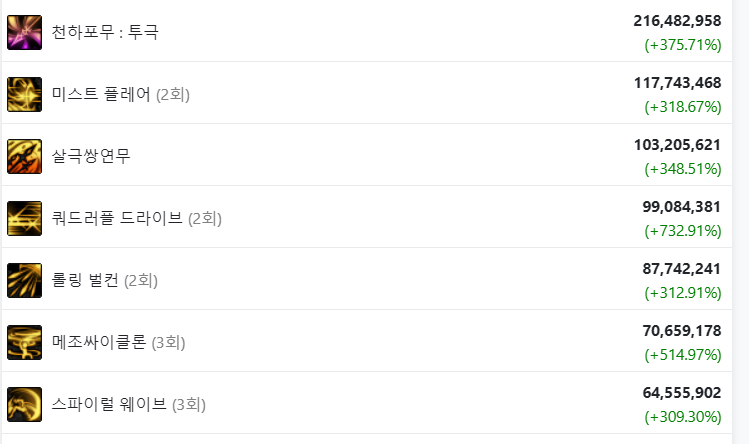 천하포무 : 투극
216,482,958
(+375.71%)
미스트 플레어 (2회)
117,743,468
(+318.67%)
살극쌍연무
103,205,621
(+348.51%)
쿼드러플 드라이브 (2회)
99,084,381
(+732.91%)
롤링 벌컨 (2회)
87,742,241
(+312.91%)
메조싸이클론 (3회)
70,659,178
(+514.97%)
스파이럴 웨이브 (3회)
64,555,902
(+309.30%)